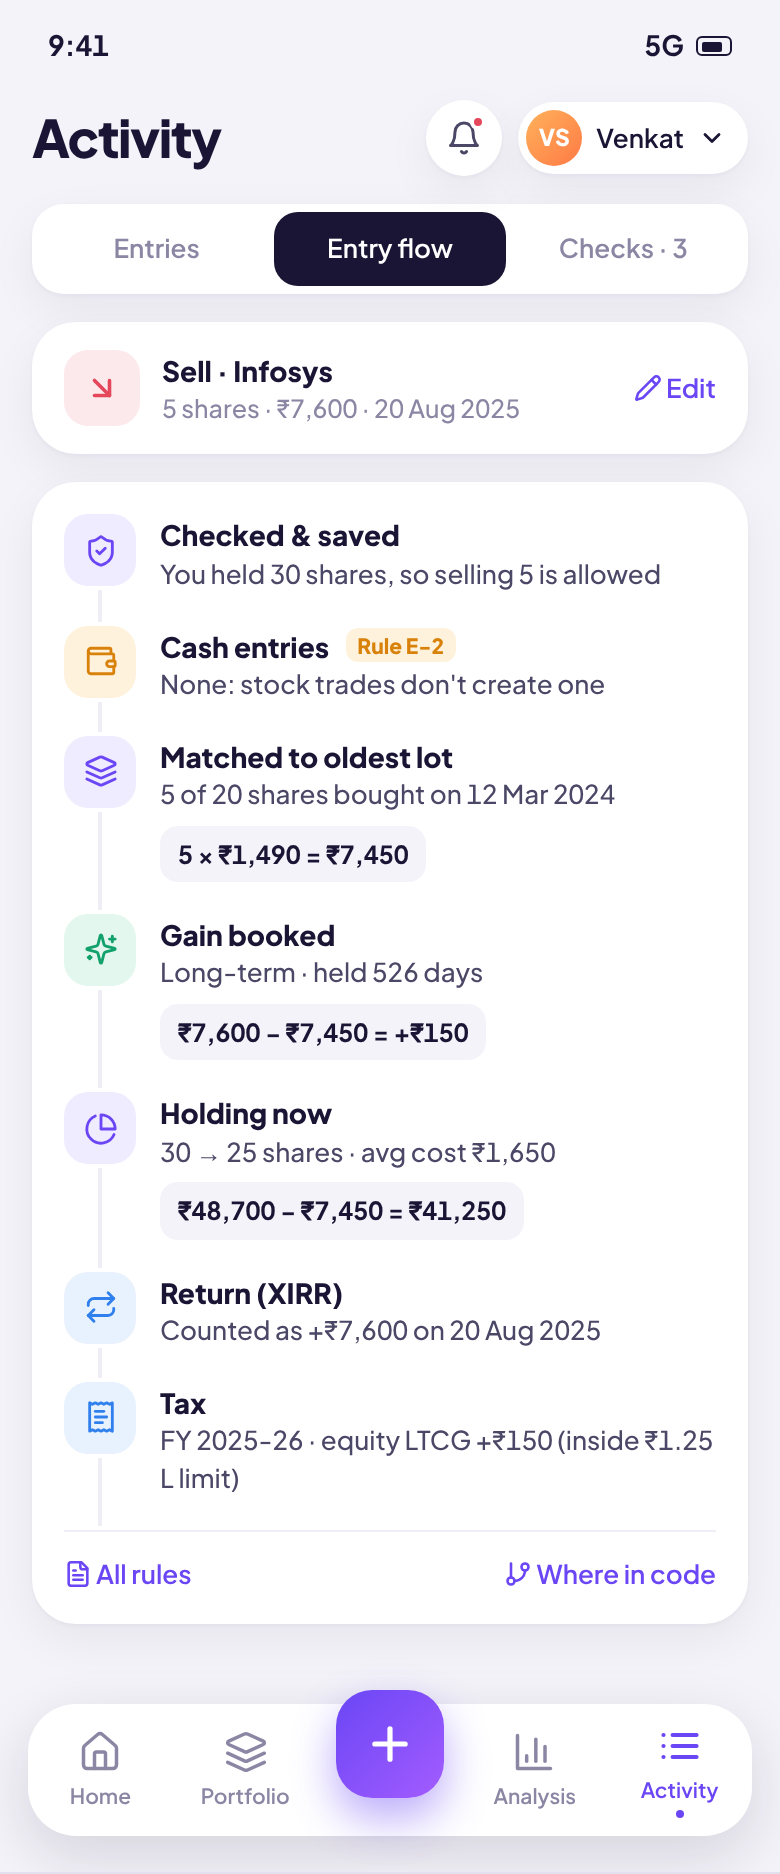 9:41 5G
Activity VS Venkat
Entries Entry flow Checks · 3
Sell · Infosys
5 shares · ₹7,600 · 20 Aug 2025
Edit
Checked & saved
You held 30 shares, so selling 5 is allowed
Cash entries Rule E-2
None: stock trades don't create one
Matched to oldest lot
5 of 20 shares bought on 12 Mar 2024
5 × ₹1,490 = ₹7,450
Gain booked
Long-term · held 526 days
₹7,600 − ₹7,450 = +₹150
Holding now
30 → 25 shares · avg cost ₹1,650
₹48,700 − ₹7,450 = ₹41,250
Return (XIRR)
Counted as +₹7,600 on 20 Aug 2025
Tax
FY 2025-26 · equity LTCG +₹150 (inside ₹1.25
L limit)
All rules Where in code
Home Portfolio Analysis Activity